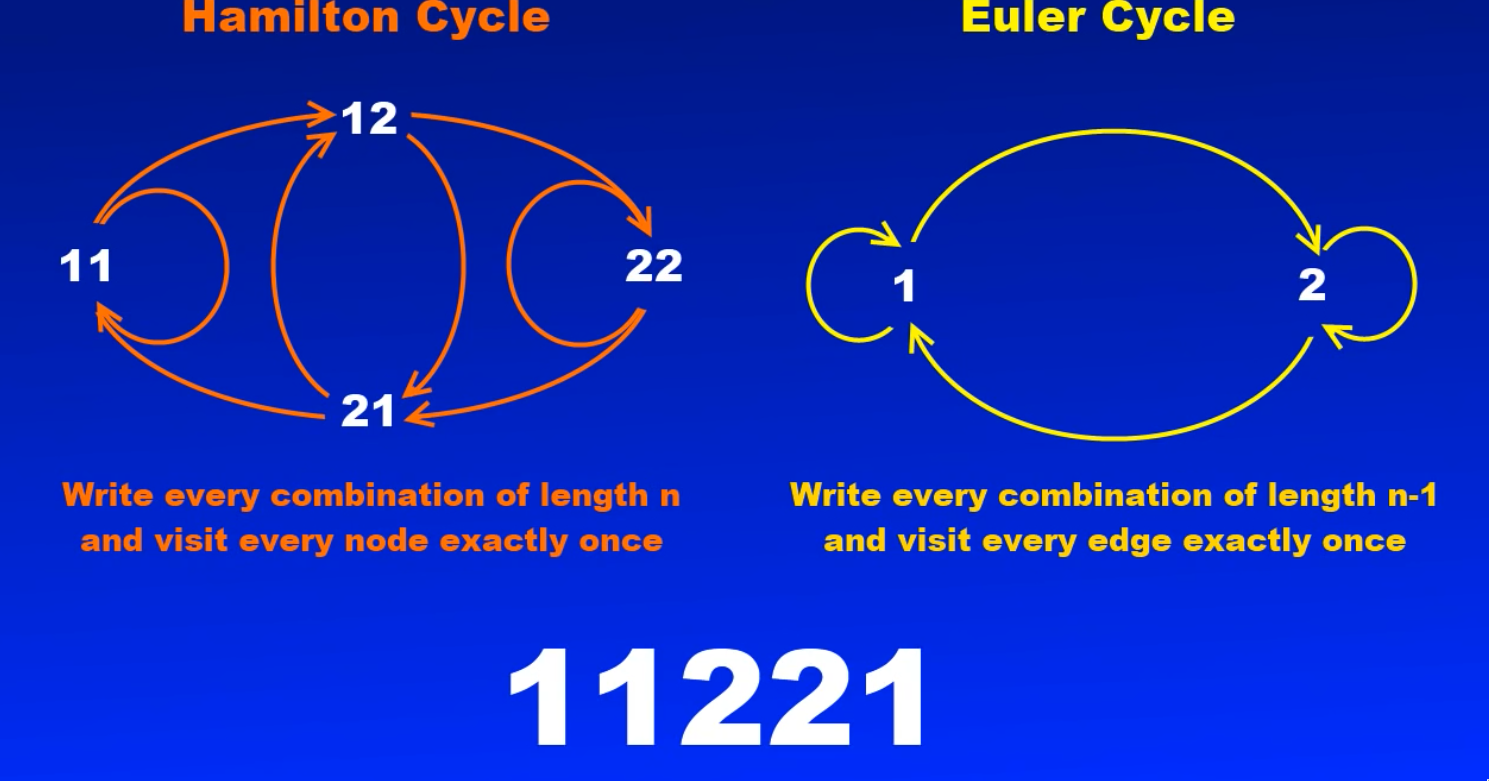 Hamilton Cycle
Euler Cycle
12
11
22
21
1
2
Write every combination of length n
and visit every node exactly once
Write every combination of length n-1
and visit every edge exactly once
11221